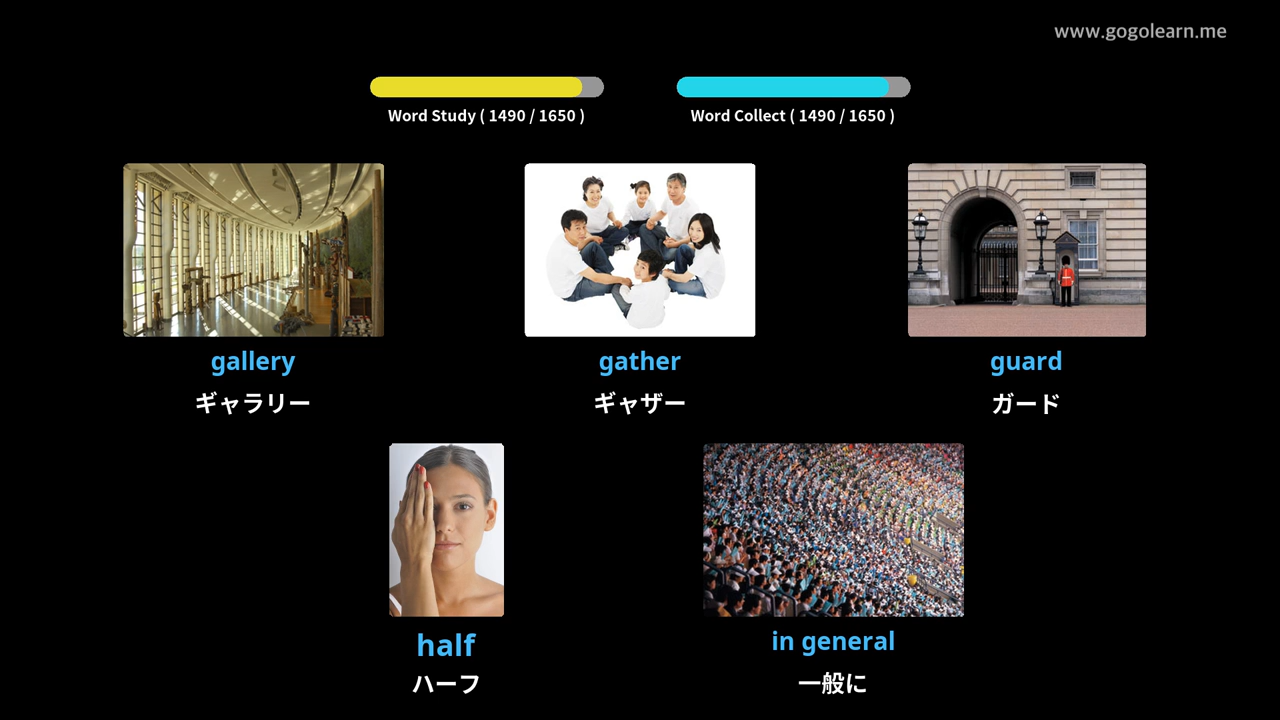 www.gogolearn.me
Word Study ( 1490 / 1650 )
Word Collect ( 1490 / 1650 )
gallery
ギャラリー
gather
ギャザー
guard
ガード
half
ハーフ
in general
一般に